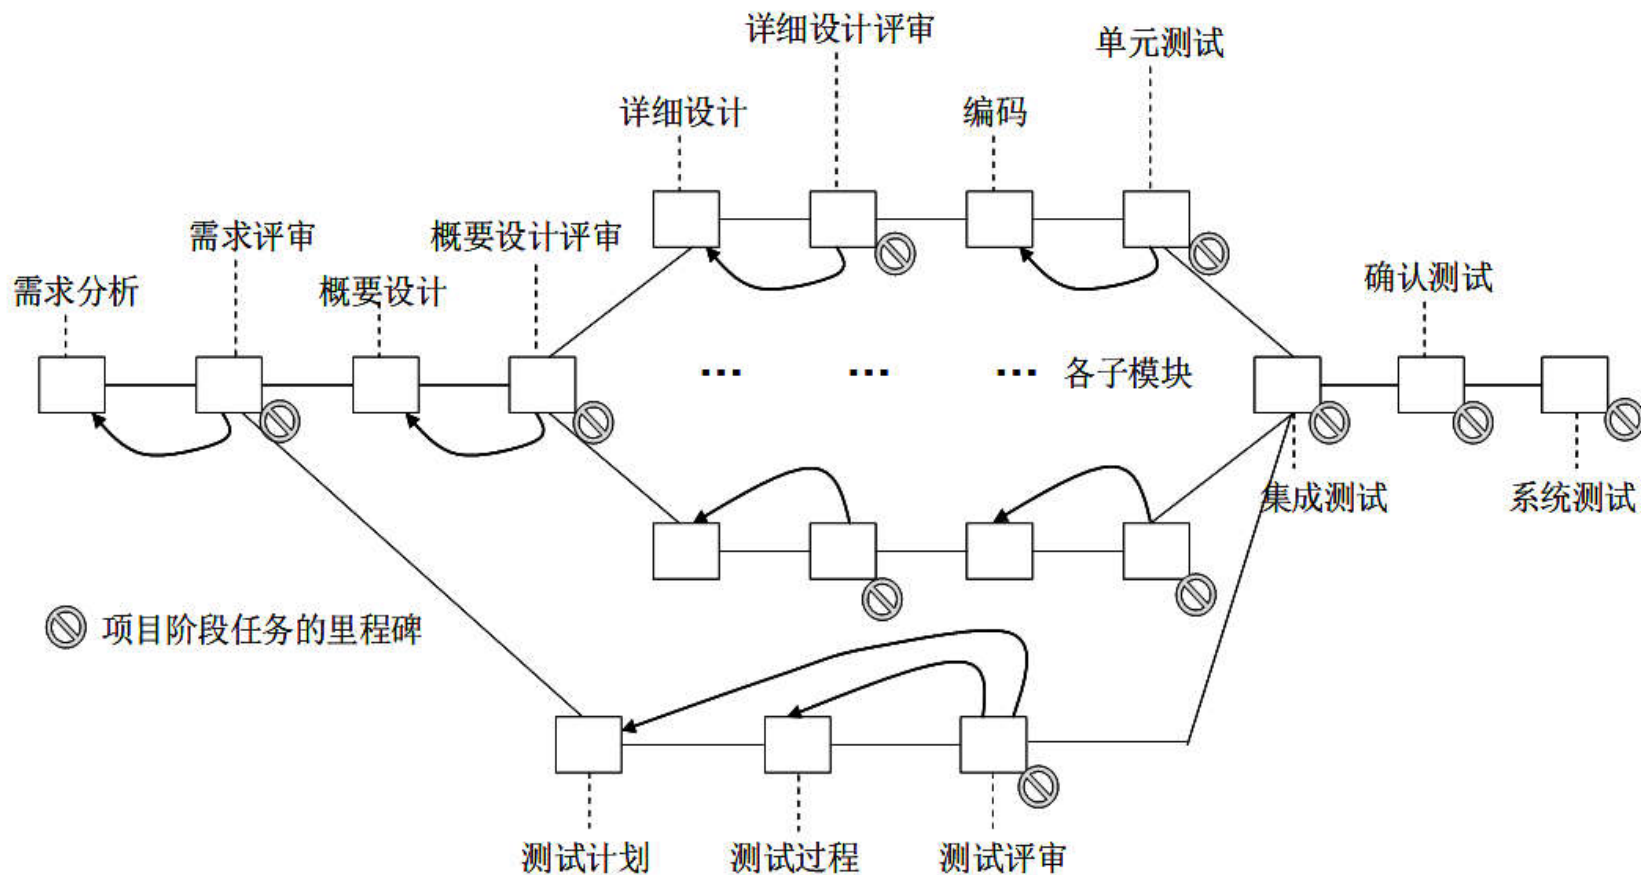 详细设计评审
单元测试
详细设计
编码
需求评审
概要设计评审
需求分析
概要设计
确认测试
... ... ... 各子模块
集成测试
系统测试
项目阶段任务的里程碑
测试计划
测试过程
测试评审